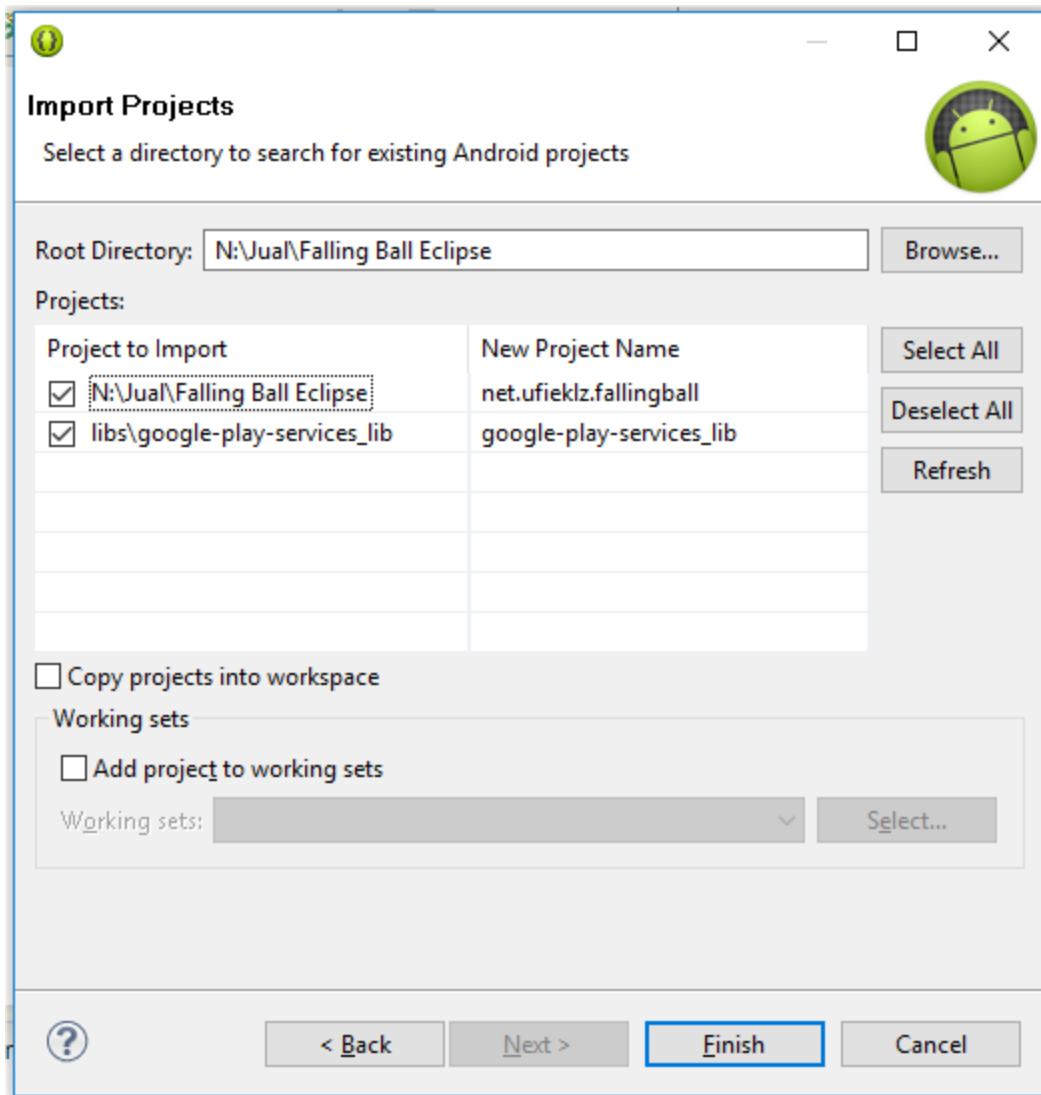 Import Projects
Select a directory to search for existing Android projects
Root Directory: N:\Jual\Falling Ball Eclipse Browse...
Projects:
Project to Import New Project Name Select All
N:\Jual\Falling Ball Eclipse net.ufieklz.fallingball
Deselect All
libs\google-play-services_lib google-play-services_lib
Refresh
Copy projects into workspace
Working sets
Add project to working sets
Working sets: Select...
? < Back Next > Finish Cancel